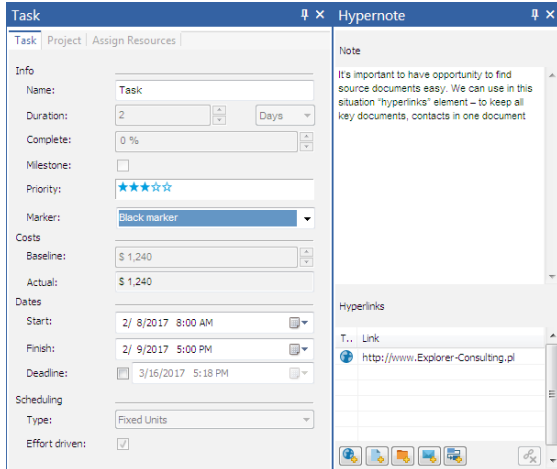 Task
Task Project Assign Resources
Info
Name: Task
Duration: 2 Days
Complete: 0 %
Milestone:
Priority:
Marker: Black marker
Costs
Baseline: $ 1,240
Actual: $ 1,240
Dates
Start: 2/ 8/2017 8:00 AM
Finish: 2/ 9/2017 5:00 PM
Deadline: 3/16/2017 5:18 PM
Scheduling
Type: Fixed Units
Effort driven:
Hypernote
Note
It's important to have opportunity to find
source documents easy. We can use in this
situation "hyperlinks" element – to keep all
key documents, contacts in one document
Hyperlinks
T.. Link
http://www.Explorer-Consulting.pl